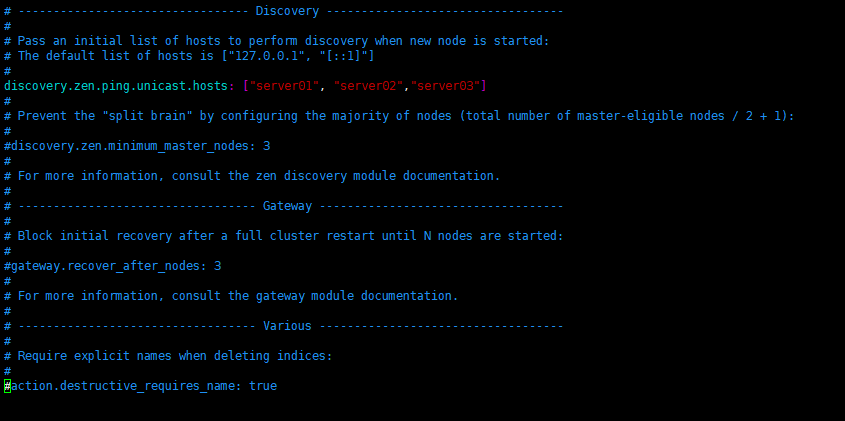 # --------------------------------- Discovery ----------------------------------
#
# Pass an initial list of hosts to perform discovery when new node is started:
# The default list of hosts is ["127.0.0.1", "[::1]"]
#
discovery.zen.ping.unicast.hosts: ["server01", "server02","server03"]
#
# Prevent the "split brain" by configuring the majority of nodes (total number of master-eligible nodes / 2 + 1):
#
#discovery.zen.minimum_master_nodes: 3
#
# For more information, consult the zen discovery module documentation.
#
# ---------------------------------- Gateway -----------------------------------
#
# Block initial recovery after a full cluster restart until N nodes are started:
#
#gateway.recover_after_nodes: 3
#
# For more information, consult the gateway module documentation.
#
# ---------------------------------- Various -----------------------------------
#
# Require explicit names when deleting indices:
#
#action.destructive_requires_name: true